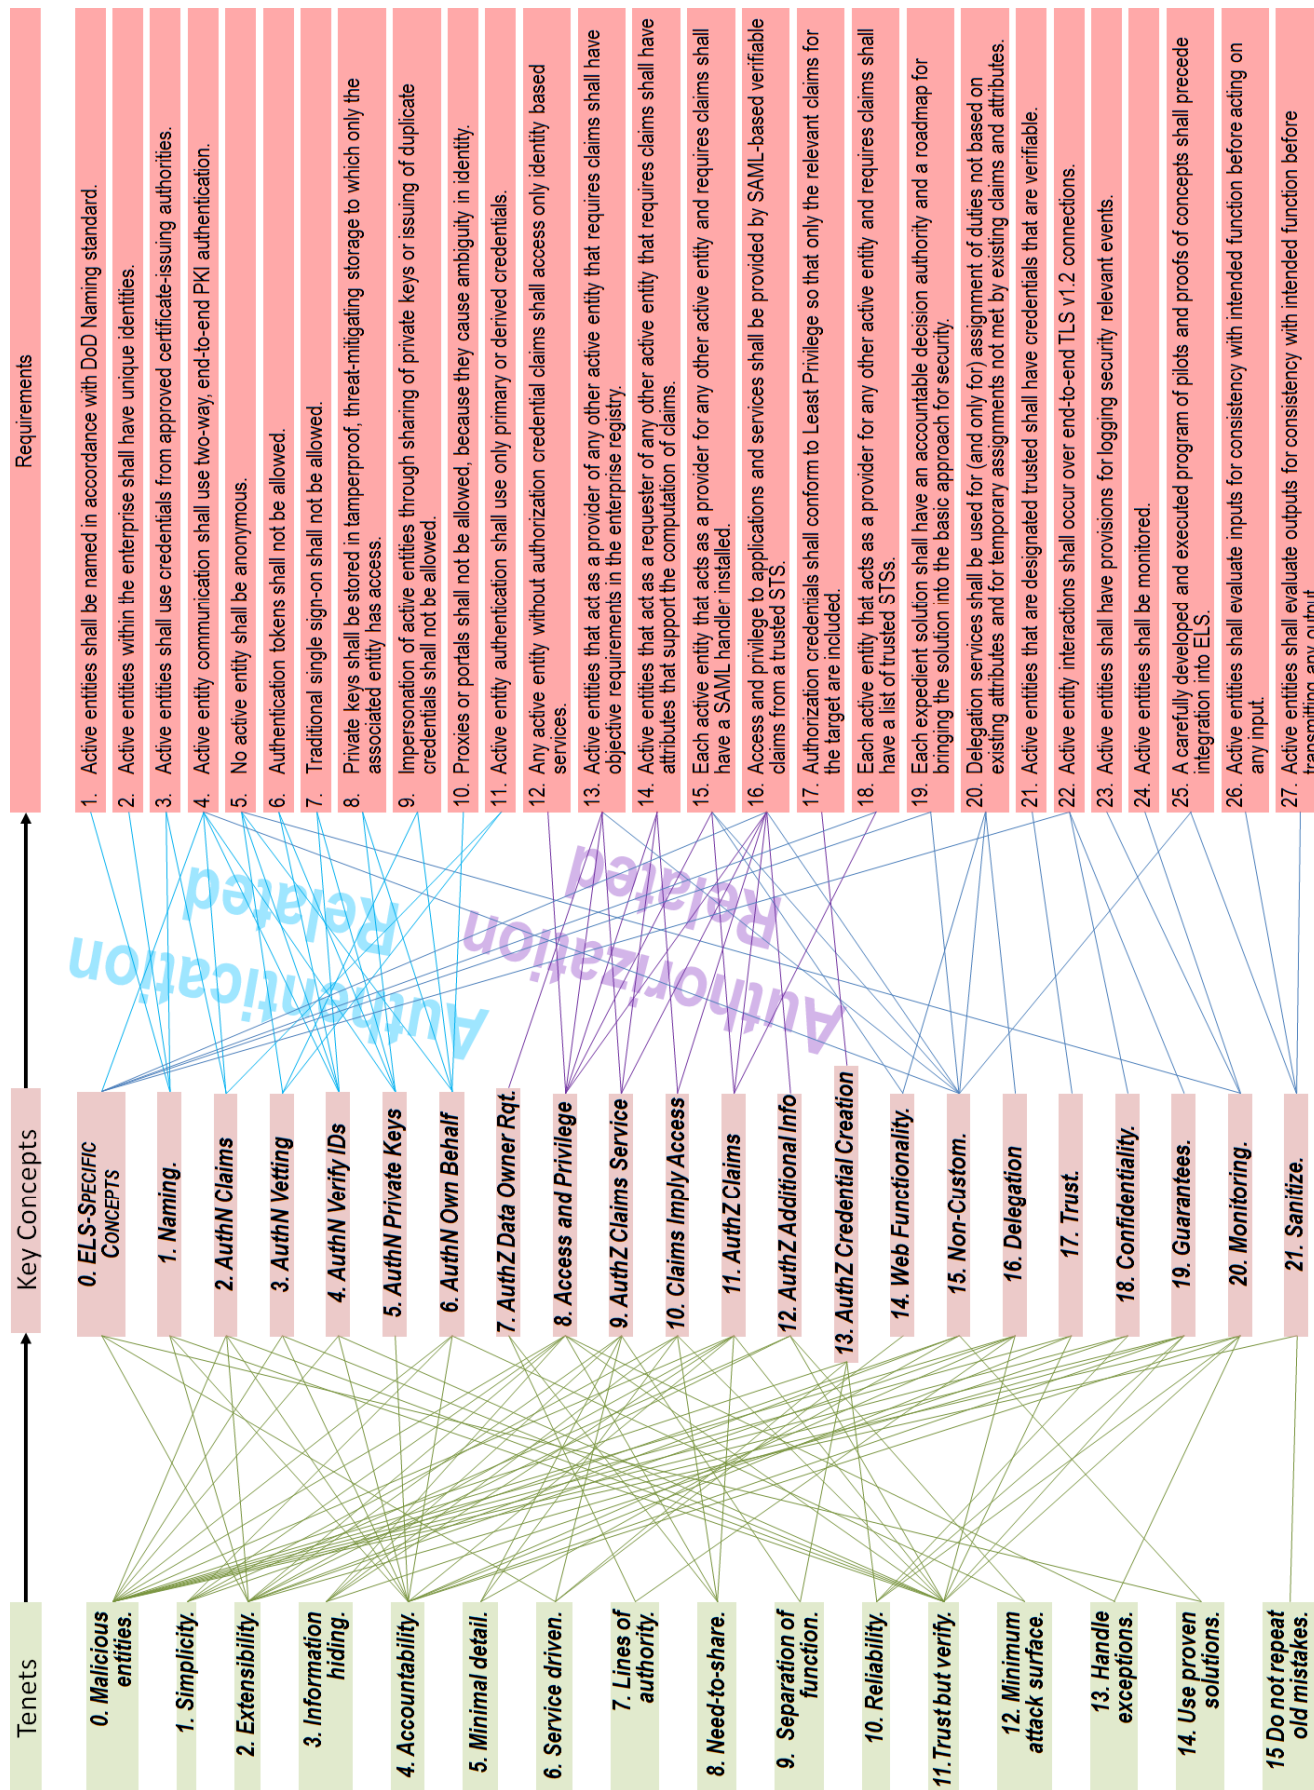 Tenets
Key Concepts
Requirements
0. Malicious
entities.
1. Simplicity.
2. Extensibility.
3. Information
hiding.
4. Accountability.
5. Minimal detail.
6. Service driven.
7. Lines of
authority.
8. Need-to-share.
9. Separation of
function.
10. Reliability.
11.Trust but verify.
12. Minimum
attack surface.
13. Handle
exceptions.
14. Use proven
solutions.
15 Do not repeat
old mistakes.
0. ELS-SPECIFIC
CONCEPTS
1. Naming.
2. AuthN Claims
3. AuthN Vetting
4. AuthN Verify IDs
5. AuthN Private Keys
6. AuthN Own Behalf
7. AuthZ Data Owner Rqt.
8. Access and Privilege
9. AuthZ Claims Service
10. Claims Imply Access
11. AuthZ Claims
12. AuthZ Additional Info
13. AuthZ Credential Creation
14. Web Functionality.
15. Non-Custom.
16. Delegation
17. Trust.
18. Confidentiality.
19. Guarantees.
20. Monitoring.
21. Sanitize.
Authentication
Related
Authorization
Related
1. Active entities shall be named in accordance with DoD Naming standard.
2. Active entities within the enterprise shall have unique identities.
3. Active entities shall use credentials from approved certificate-issuing authorities.
4. Active entity communication shall use two-way, end-to-end PKI authentication.
5. No active entity shall be anonymous.
6. Authentication tokens shall not be allowed.
7. Traditional single sign-on shall not be allowed.
8. Private keys shall be stored in tamperproof, threat-mitigating storage to which only the
associated entity has access.
9. Impersonation of active entities through sharing of private keys or issuing of duplicate
credentials shall not be allowed.
10. Proxies or portals shall not be allowed, because they cause ambiguity in identity.
11. Active entity authentication shall use only primary or derived credentials.
12. Any active entity without authorization credential claims shall access only identity based
services.
13. Active entities that act as a provider of any other active entity that requires claims shall have
objective requirements in the enterprise registry.
14. Active entities that act as a requester of any other active entity that requires claims shall have
attributes that support the computation of claims.
15. Each active entity that acts as a provider for any other active entity and requires claims shall
have a SAML handler installed.
16. Access and privilege to applications and services shall be provided by SAML-based verifiable
claims from a trusted STS.
17. Authorization credentials shall conform to Least Privilege so that only the relevant claims for
the target are included.
18. Each active entity that acts as a provider for any other active entity and requires claims shall
have a list of trusted STSs.
19. Each expedient solution shall have an accountable decision authority and a roadmap for
bringing the solution into the basic approach for security.
20. Delegation services shall be used for (and only for) assignment of duties not based on
existing attributes and for temporary assignments not met by existing claims and attributes.
21. Active entities that are designated trusted shall have credentials that are verifiable.
22. Active entity interactions shall occur over end-to-end TLS v1.2 connections.
23. Active entities shall have provisions for logging security relevant events.
24. Active entities shall be monitored.
25. A carefully developed and executed program of pilots and proofs of concepts shall precede
integration into ELS.
26. Active entities shall evaluate inputs for consistency with intended function before acting on
any input.
27. Active entities shall evaluate outputs for consistency with intended function before
transmitting any output.